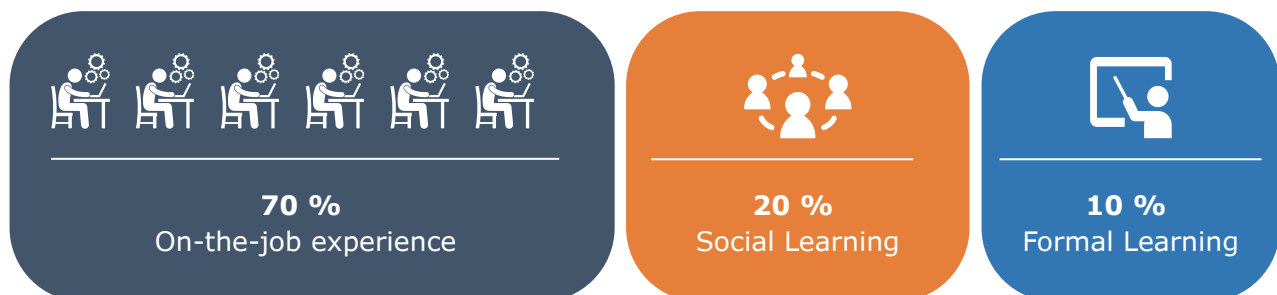 70 %
On-the-job experience
20 %
Social Learning
10 %
Formal Learning